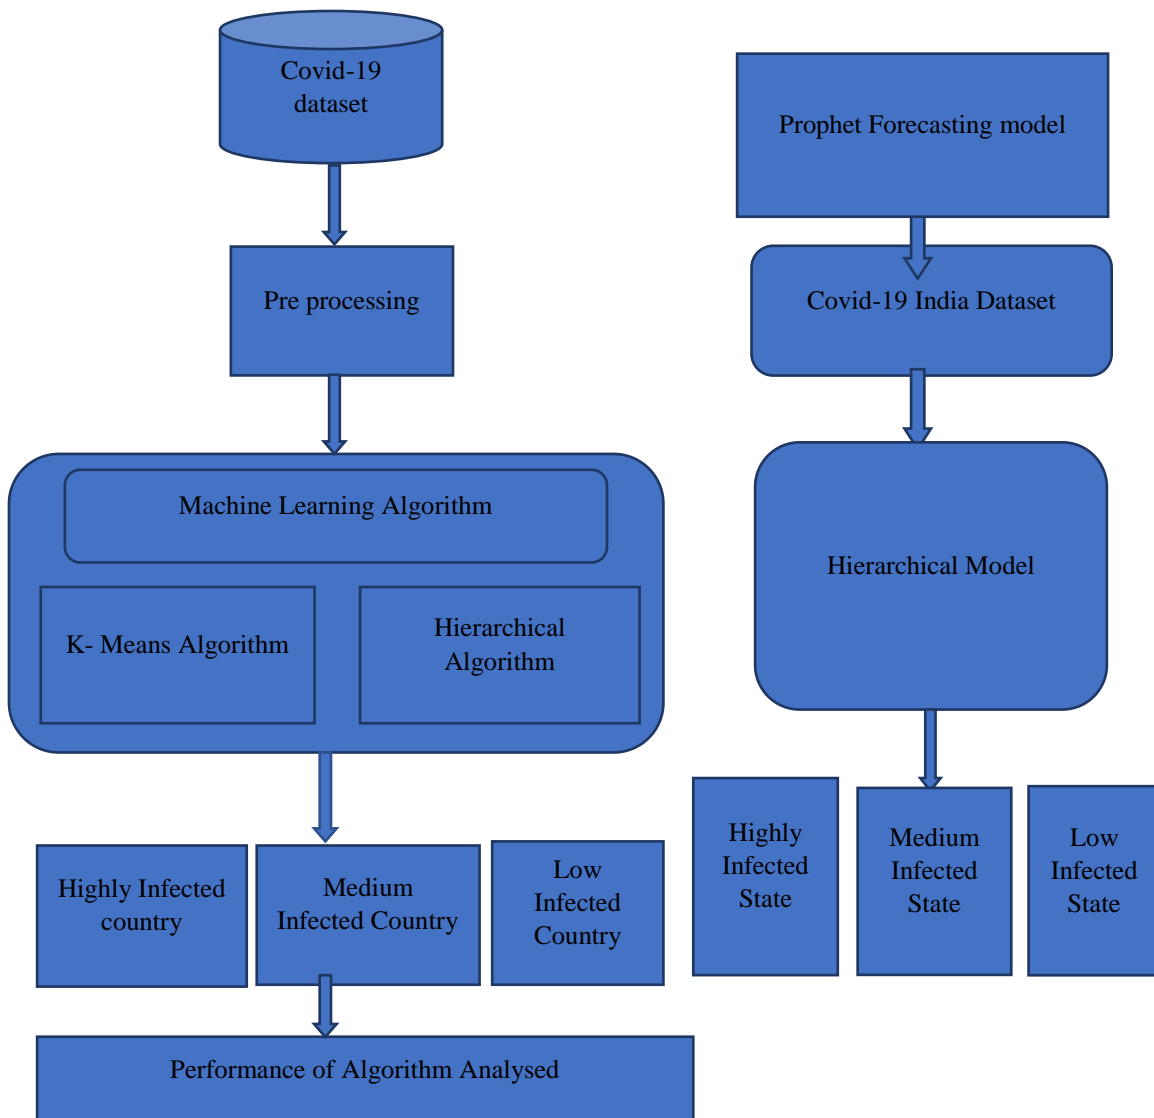 Covid-19
dataset
Pre processing
Machine Learning Algorithm
K- Means Algorithm
Hierarchical
Algorithm
Highly Infected
country
Medium
Infected Country
Low
Infected
Country
Performance of Algorithm Analysed
Prophet Forecasting model
Covid-19 India Dataset
Hierarchical Model
Highly
Infected
State
Medium
Infected
State
Low
Infected
State